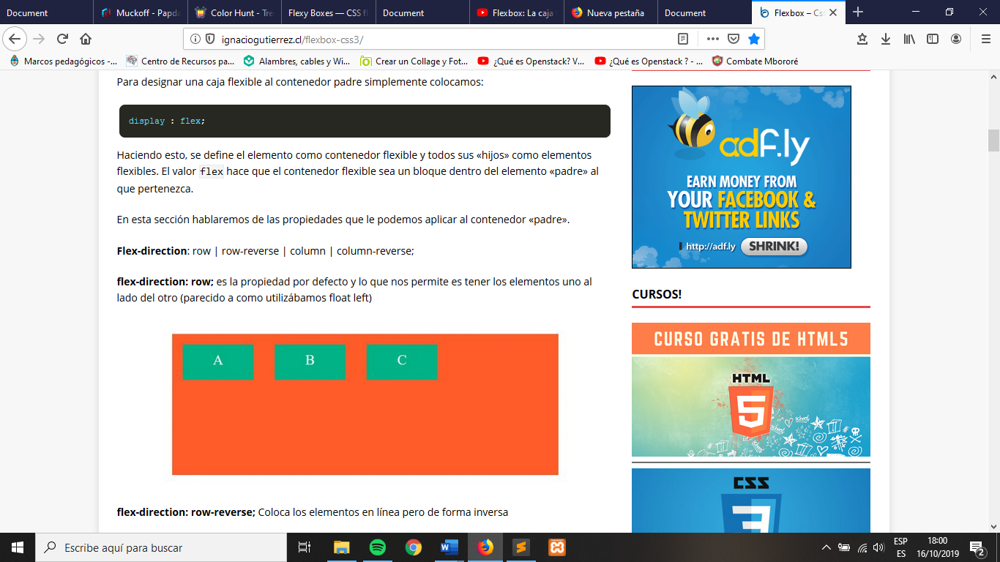 Document
Muckoff - Papda
Color Hunt - Tre
Flexy Boxes — CSS fl
Document
Flexbox: La caja
Nueva pestaña
Document
Flexbox – Cs
ignaciogutierrez.cl/flexbox-css3/
Marcos pedagógicos -...
Centro de Recursos pa...
Alambres, cables y Wi...
Crear un Collage y Fot...
¿Qué es Openstack? V...
¿Qué es Openstack ? - ...
Combate Mbororé
Para designar una caja flexible al contenedor padre simplemente colocamos:
display : flex;
Haciendo esto, se define el elemento como contenedor flexible y todos sus «hijos» como elementos
flexibles. El valor flex hace que el contenedor flexible sea un bloque dentro del elemento «padre» al
que pertenezca.
En esta sección hablaremos de las propiedades que le podemos aplicar al contenedor «padre».
Flex-direction: row | row-reverse | column | column-reverse;
flex-direction: row; es la propiedad por defecto y lo que nos permite es tener los elementos uno al
lado del otro (parecido a como utilizábamos float left)
A B C
flex-direction: row-reverse; Coloca los elementos en línea pero de forma inversa
adf.ly
EARN MONEY FROM
YOUR FACEBOOK &
TWITTER LINKS
http://adf.ly SHRINK!
CURSOS!
CURSO GRATIS DE HTML5
HTML
5
CSS
3
Escribe aquí para buscar
ESP
ES
18:00
16/10/2019
2